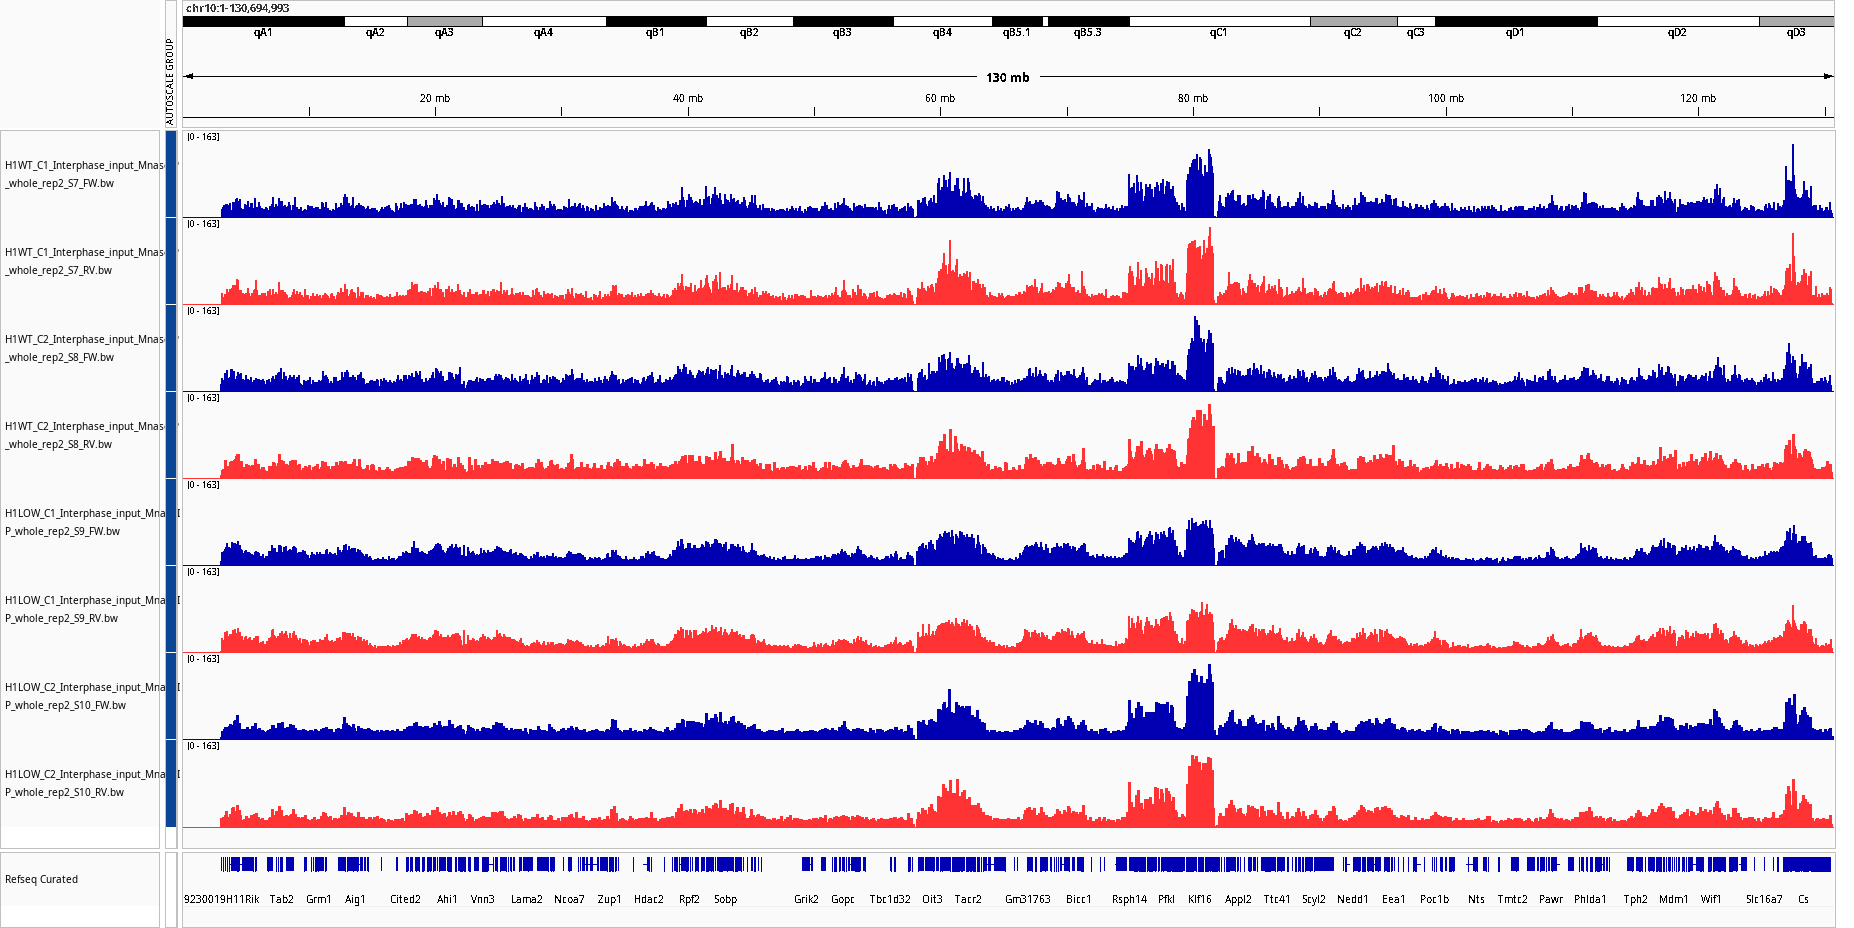 chr10:1-130,694,993
AUTOSCALE GROUP
qA1 qA2 qA3 qA4 qB1 qB2 qB3 qB4 qB5.1 qB5.3 qC1 qC2 qC3 qD1 qD2 qD3
130 mb
20 mb 40 mb 60 mb 80 mb 100 mb 120 mb
[0 - 163]
H1WT_C1_Interphase_input_Mnas
_whole_rep2_S7_FW.bw
[0 - 163]
H1WT_C1_Interphase_input_Mnas
_whole_rep2_S7_RV.bw
[0 - 163]
H1WT_C2_Interphase_input_Mnas
_whole_rep2_S8_FW.bw
[0 - 163]
H1WT_C2_Interphase_input_Mnas
_whole_rep2_S8_RV.bw
[0 - 163]
H1LOW_C1_Interphase_input_Mna
P_whole_rep2_S9_FW.bw
[0 - 163]
H1LOW_C1_Interphase_input_Mna
P_whole_rep2_S9_RV.bw
[0 - 163]
H1LOW_C2_Interphase_input_Mna
P_whole_rep2_S10_FW.bw
[0 - 163]
H1LOW_C2_Interphase_input_Mna
P_whole_rep2_S10_RV.bw
Refseq Curated
9230019H11Rik Tab2 Grm1 Aig1 Cited2 Ahi1 Vnn3 Lama2 Ncoa7 Zup1 Hdac2 Rpf2 Sobp Grik2 Gopc Tbc1d32 Oit3 Tacr2 Gm31763 Bicc1 Rsph14 Pfkl Klf16 Appl2 Ttc41 Scyl2 Nedd1 Eea1 Poc1b Nts Tmtc2 Pawr Phlda1 Tph2 Mdm1 Wif1 Slc16a7 Cs